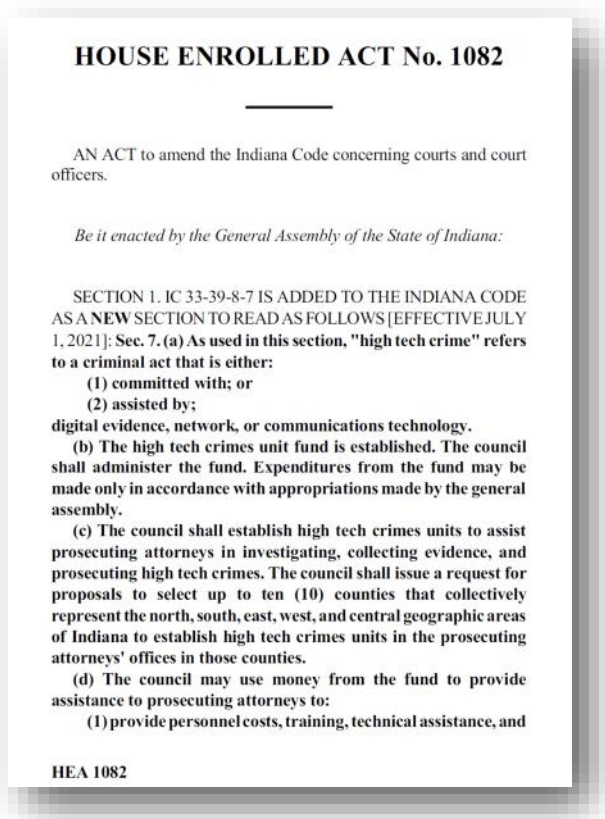 HOUSE ENROLLED ACT No. 1082
AN ACT to amend the Indiana Code concerning courts and court
officers.
Be it enacted by the General Assembly of the State of Indiana:
SECTION 1. IC 33-39-8-7 IS ADDED TO THE INDIANA CODE
AS A NEW SECTION TO READ AS FOLLOWS [EFFECTIVE JULY
1, 2021]: Sec. 7. (a) As used in this section, "high tech crime" refers
to a criminal act that is either:
(1) committed with; or
(2) assisted by;
digital evidence, network, or communications technology.
(b) The high tech crimes unit fund is established. The council
shall administer the fund. Expenditures from the fund may be
made only in accordance with appropriations made by the general
assembly.
(c) The council shall establish high tech crimes units to assist
prosecuting attorneys in investigating, collecting evidence, and
prosecuting high tech crimes. The council shall issue a request for
proposals to select up to ten (10) counties that collectively
represent the north, south, east, west, and central geographic areas
of Indiana to establish high tech crimes units in the prosecuting
attorneys' offices in those counties.
(d) The council may use money from the fund to provide
assistance to prosecuting attorneys to:
(1) provide personnel costs, training, technical assistance, and
HEA 1082